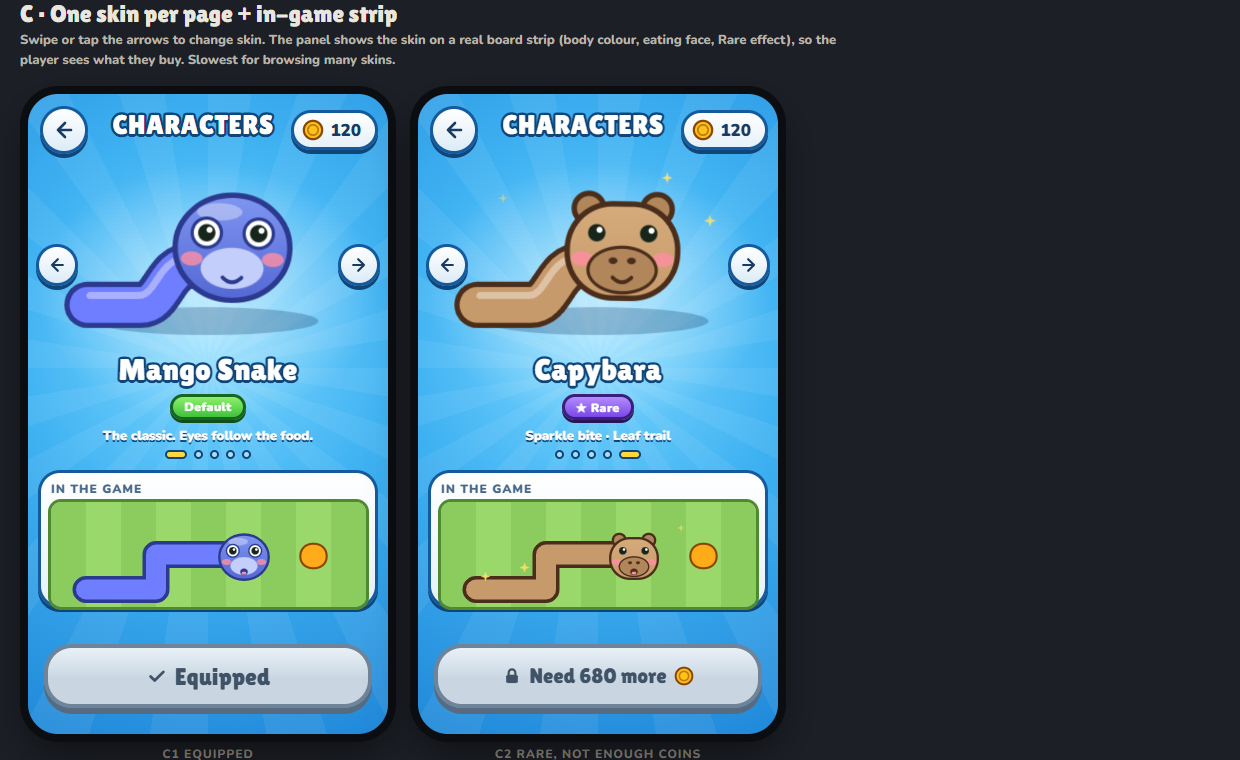 C · One skin per page + in-game strip
Swipe or tap the arrows to change skin. The panel shows the skin on a real board strip (body colour, eating face, Rare effect), so the
player sees what they buy. Slowest for browsing many skins.
CHARACTERS
120
Mango Snake
Default
The classic. Eyes follow the food.
IN THE GAME
Equipped
C1 EQUIPPED
CHARACTERS
120
Capybara
★ Rare
Sparkle bite · Leaf trail
IN THE GAME
Need 680 more
C2 RARE, NOT ENOUGH COINS